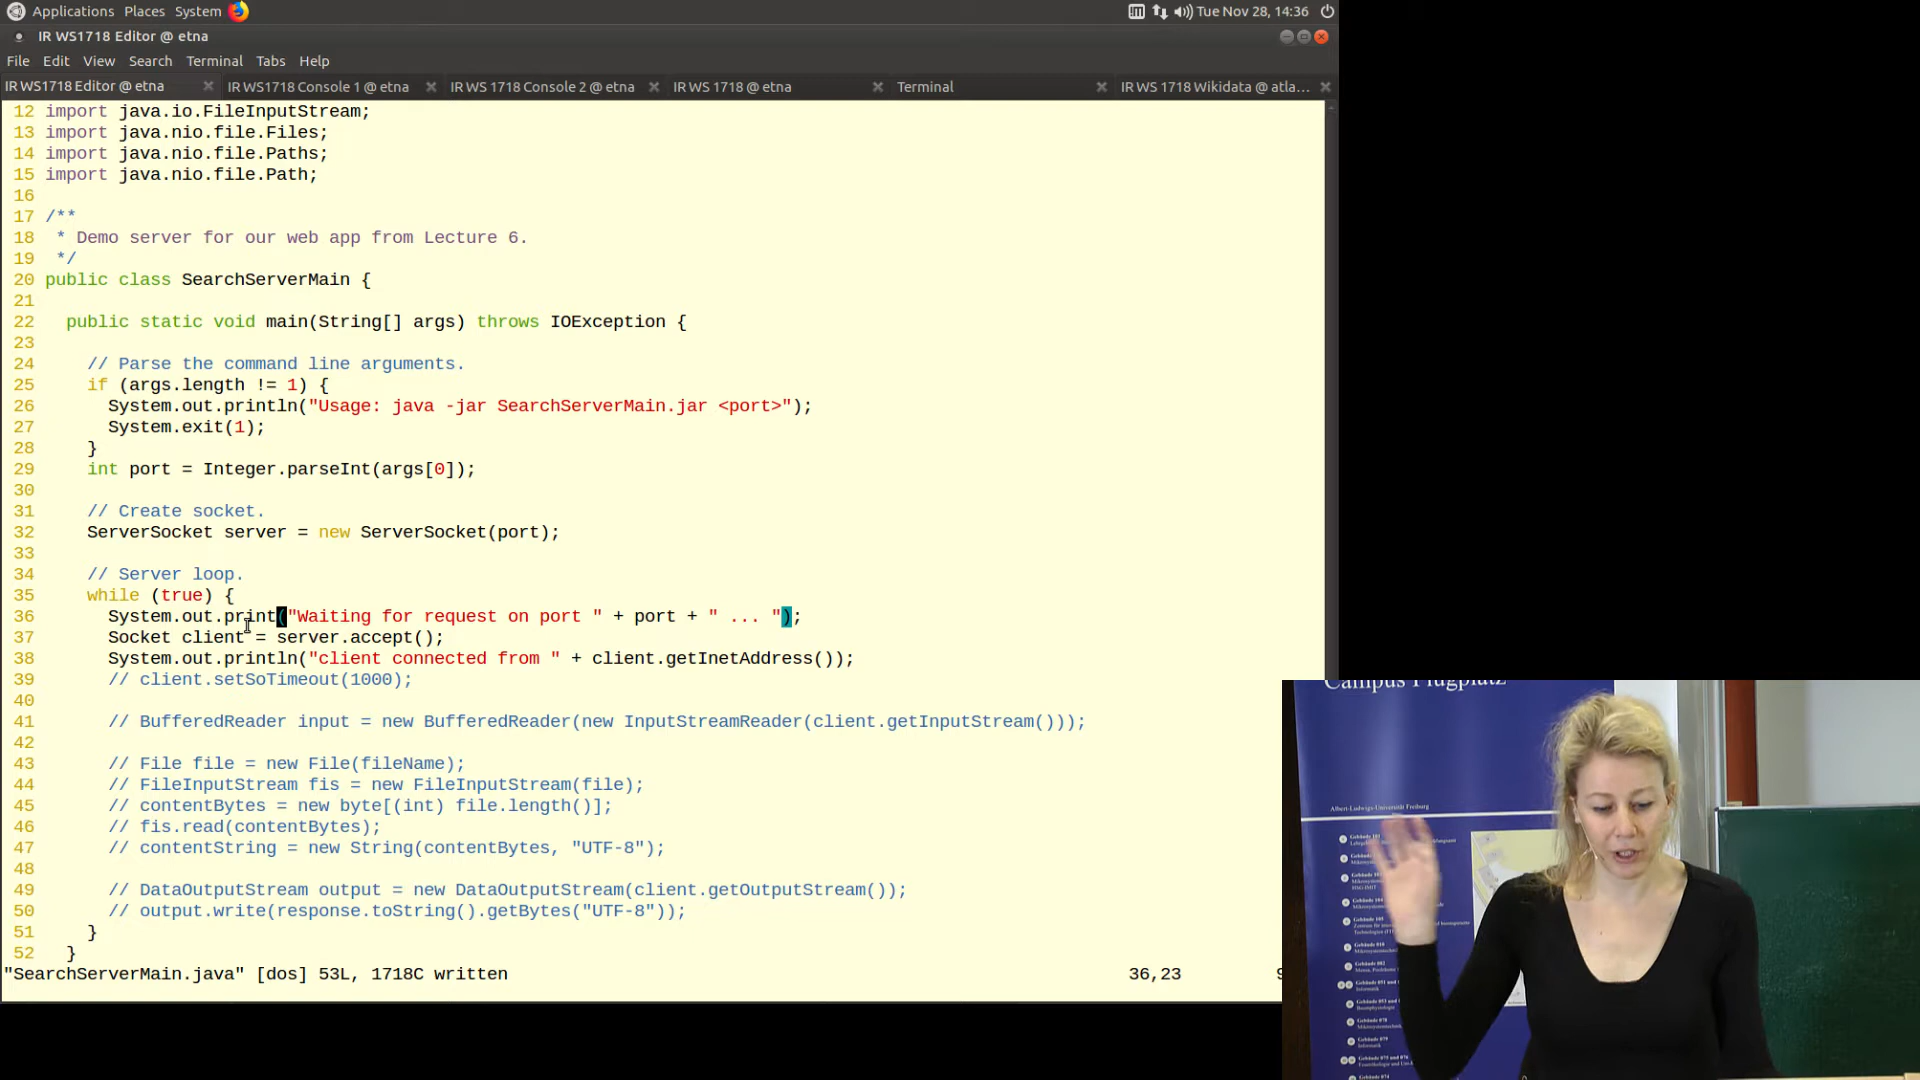 Applications Places System Tue Nov 28, 14:36
IR WS1718 Editor @ etna
File Edit View Search Terminal Tabs Help
IR WS1718 Editor @ etna IR WS1718 Console 1 @ etna IR WS 1718 Console 2 @ etna IR WS 1718 @ etna Terminal IR WS 1718 Wikidata @ atla...
12 import java.io.FileInputStream;
13 import java.nio.file.Files;
14 import java.nio.file.Paths;
15 import java.nio.file.Path;
16
17 /**
18  * Demo server for our web app from Lecture 6.
19  */
20 public class SearchServerMain {
21
22   public static void main(String[] args) throws IOException {
23
24     // Parse the command line arguments.
25     if (args.length != 1) {
26       System.out.println("Usage: java -jar SearchServerMain.jar <port>");
27       System.exit(1);
28     }
29     int port = Integer.parseInt(args[0]);
30
31     // Create socket.
32     ServerSocket server = new ServerSocket(port);
33
34     // Server loop.
35     while (true) {
36       System.out.print("Waiting for request on port " + port + " ... ");
37       Socket client = server.accept();
38       System.out.println("client connected from " + client.getInetAddress());
39       // client.setSoTimeout(1000);
40
41       // BufferedReader input = new BufferedReader(new InputStreamReader(client.getInputStream()));
42
43       // File file = new File(fileName);
44       // FileInputStream fis = new FileInputStream(file);
45       // contentBytes = new byte[(int) file.length()];
46       // fis.read(contentBytes);
47       // contentString = new String(contentBytes, "UTF-8");
48
49       // DataOutputStream output = new DataOutputStream(client.getOutputStream());
50       // output.write(response.toString().getBytes("UTF-8"));
51     }
52   }
"SearchServerMain.java" [dos] 53L, 1718C written 36,23
Campus Flugplatz
Albert-Ludwigs-Universität Freiburg